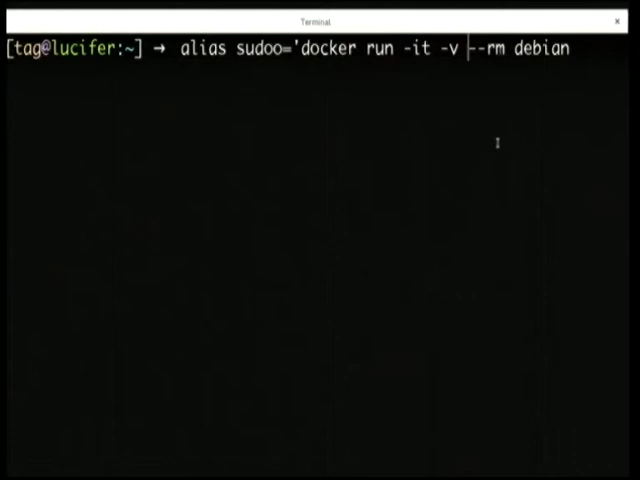 Terminal ×
[tag@lucifer:~] → alias sudoo='docker run -it -v --rm debian